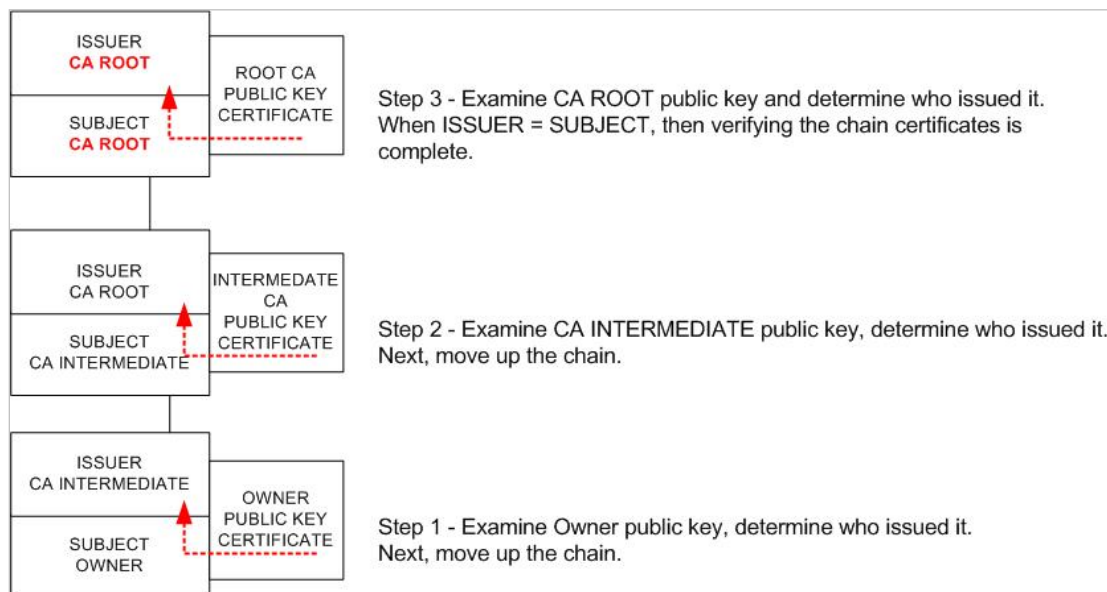 ISSUER
CA ROOT
SUBJECT
CA ROOT
ROOT CA
PUBLIC KEY
CERTIFICATE
Step 3 - Examine CA ROOT public key and determine who issued it.
When ISSUER = SUBJECT, then verifying the chain certificates is
complete.
ISSUER
CA ROOT
SUBJECT
CA INTERMEDIATE
INTERMEDATE
CA
PUBLIC KEY
CERTIFICATE
Step 2 - Examine CA INTERMEDIATE public key, determine who issued it.
Next, move up the chain.
ISSUER
CA INTERMEDIATE
SUBJECT
OWNER
OWNER
PUBLIC KEY
CERTIFICATE
Step 1 - Examine Owner public key, determine who issued it.
Next, move up the chain.